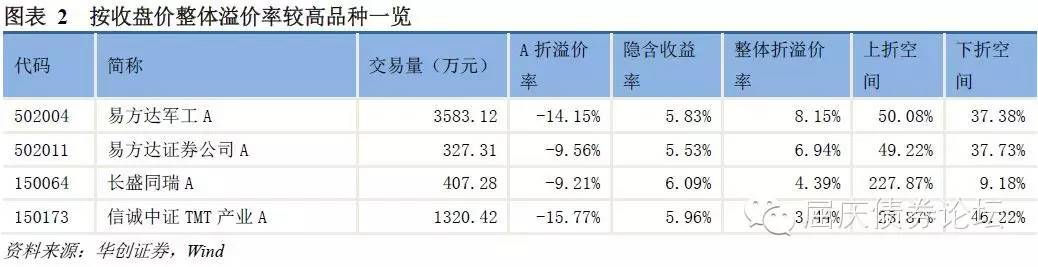 图表 2 按收盘价整体溢价率较高品种一览
代码 简称 交易量（万元） A 折溢价率 隐含收益率 整体折溢价率 上折空间 下折空间
502004 易方达军工 A 3583.12 -14.15% 5.83% 8.15% 50.08% 37.38%
502011 易方达证券公司 A 327.31 -9.56% 5.53% 6.94% 49.22% 37.73%
150064 长盛同瑞 A 407.28 -9.21% 6.09% 4.39% 227.87% 9.18%
150173 信诚中证 TMT 产业 A 1320.42 -15.77% 5.96% 3.44% 46.22%
屈庆债券论坛
资料来源：华创证券，Wind